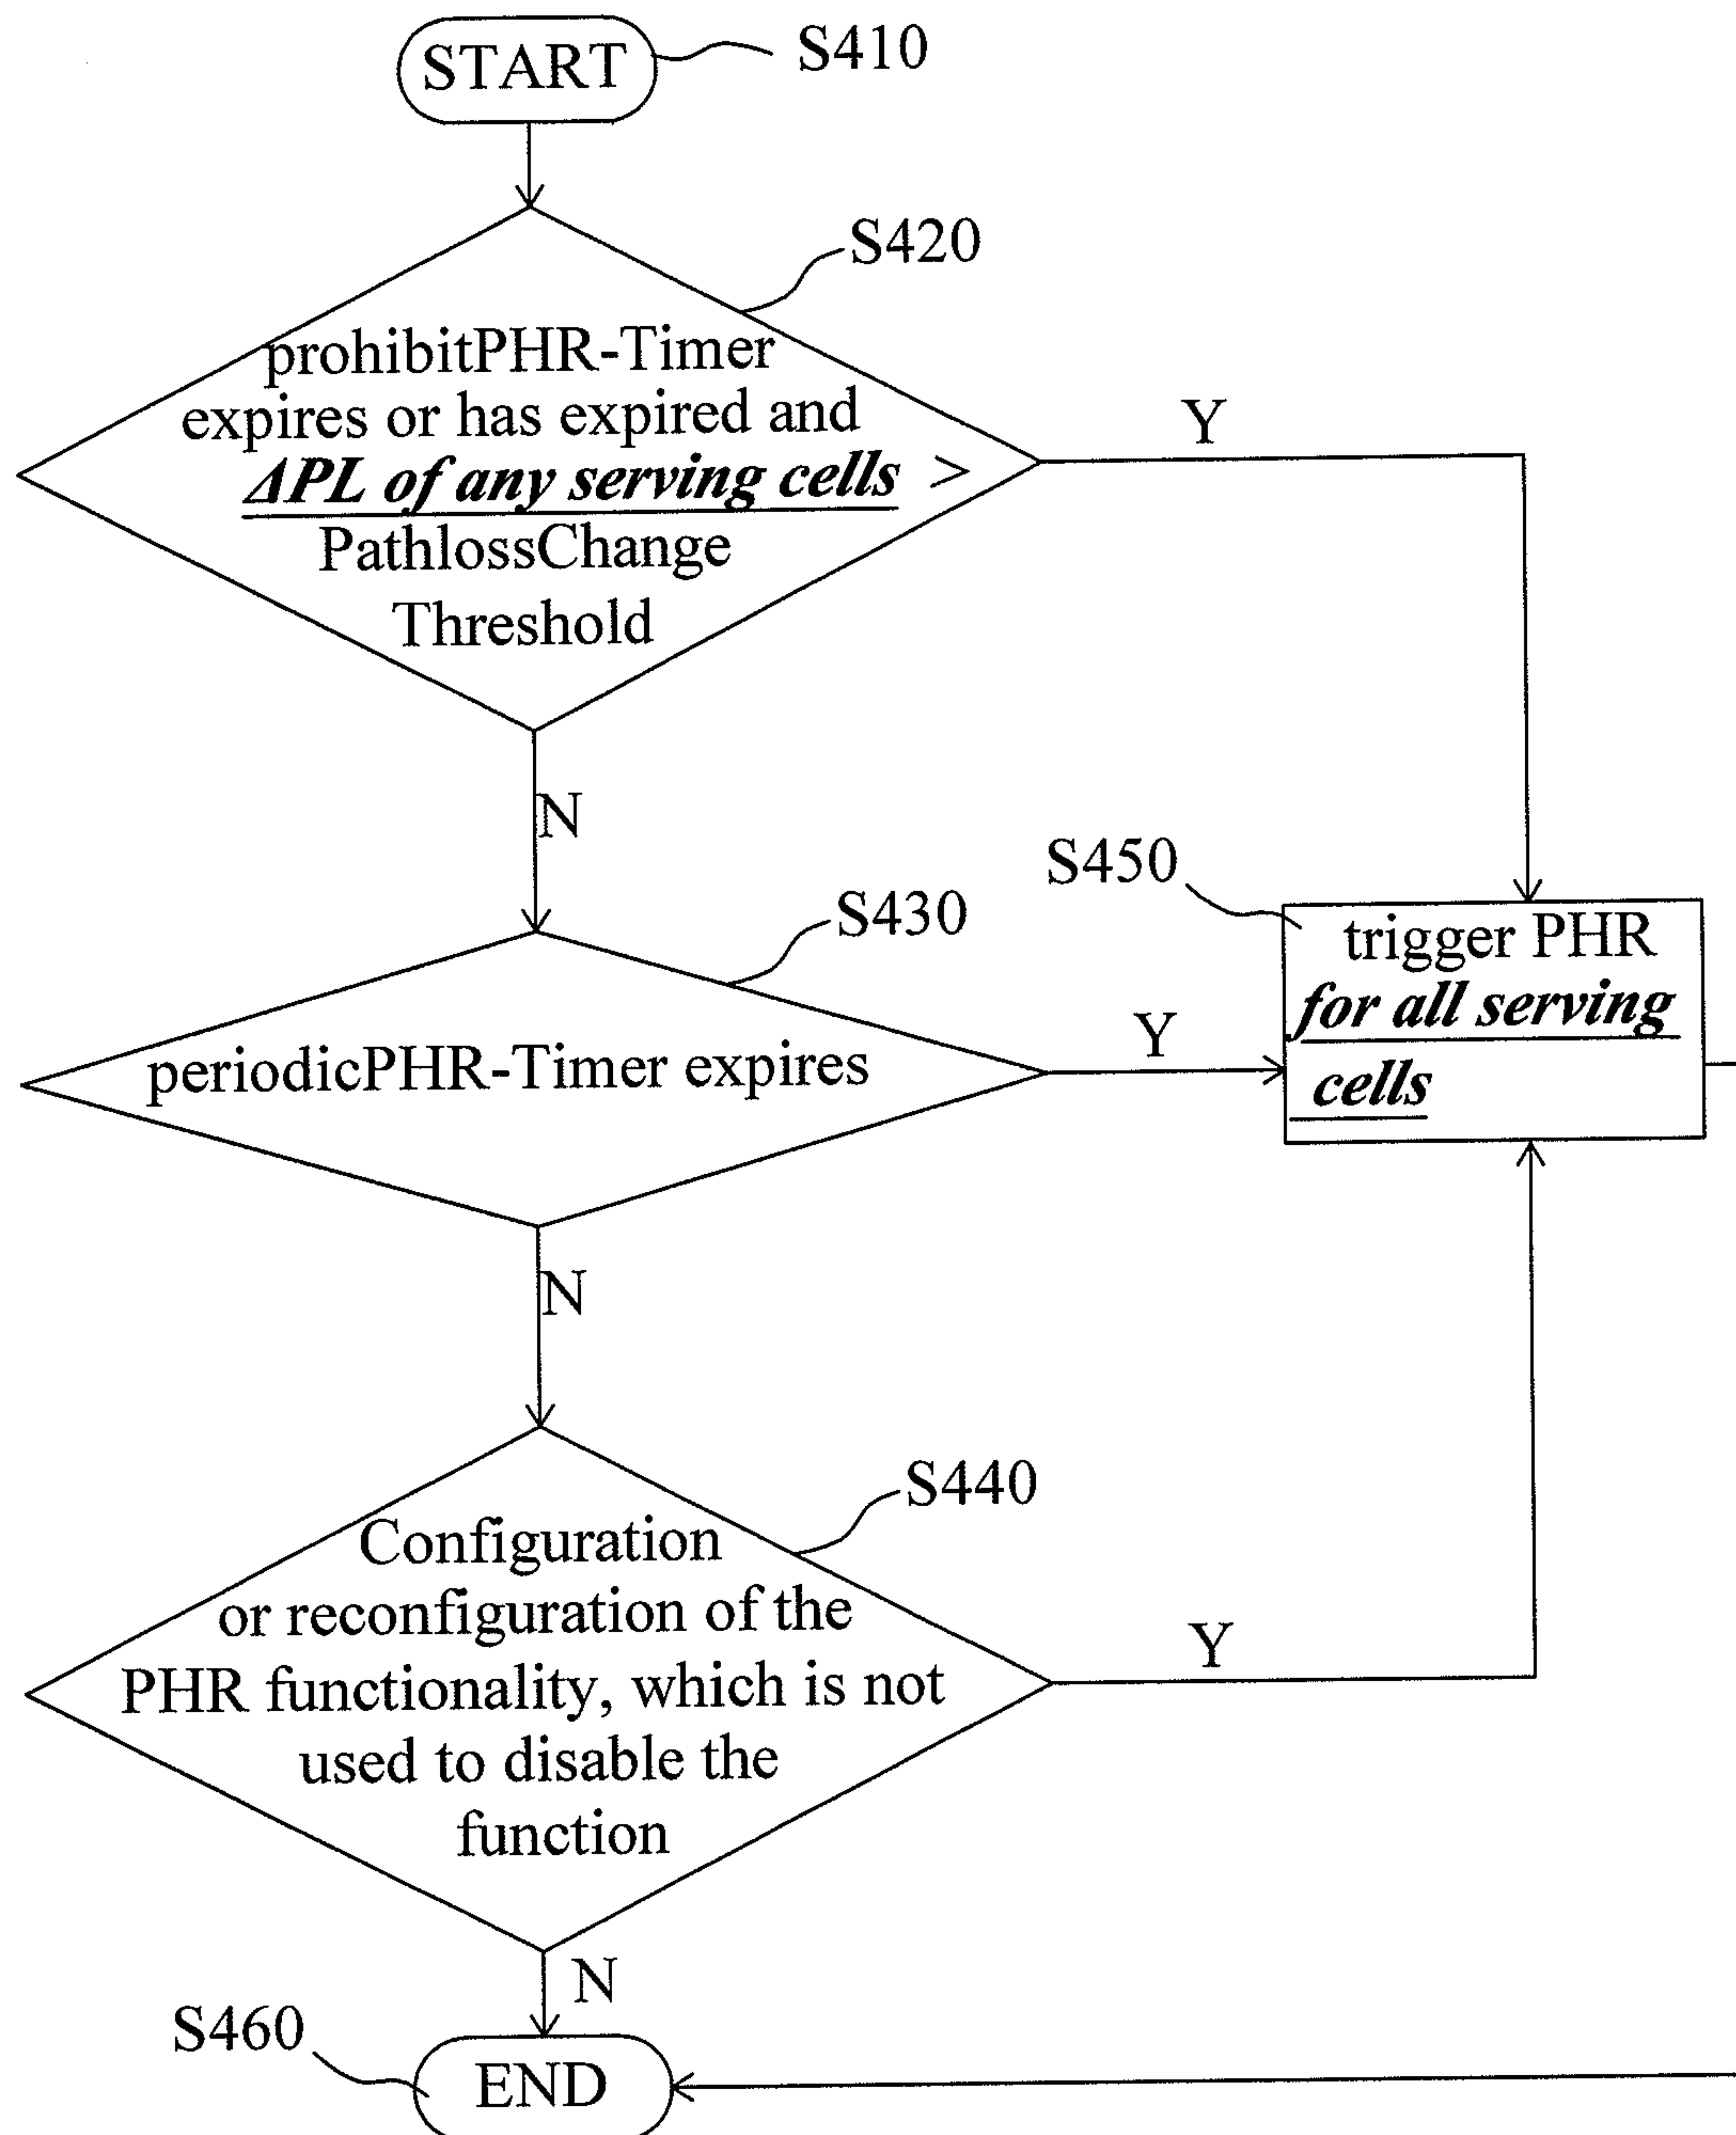 START
S410
S420
prohibitPHR-Timer
expires or has expired and
ΔPL of any serving cells >
PathlossChange
Threshold
Y
N
S430
periodicPHR-Timer expires
Y
S450
trigger PHR
for all serving
cells
N
S440
Configuration
or reconfiguration of the
PHR functionality, which is not
used to disable the
function
Y
N
S460
END